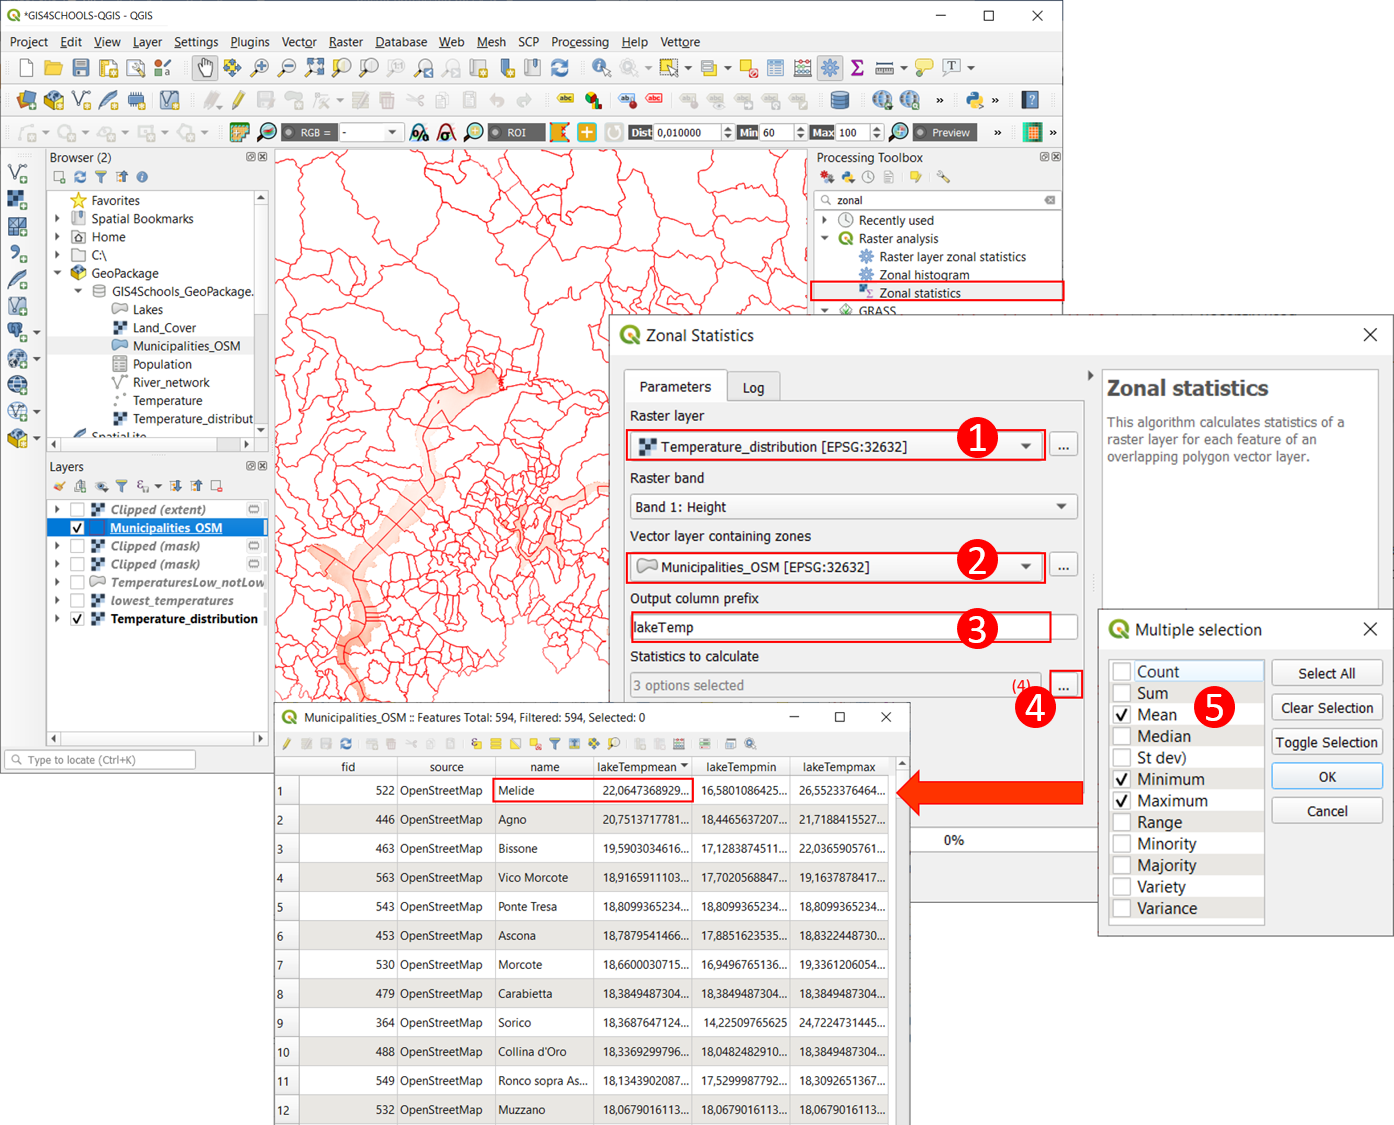 *GIS4SCHOOLS-QGIS - QGIS
Project Edit View Layer Settings Plugins Vector Raster Database Web Mesh SCP Processing Help Vettore
RGB = - ROI Dist 0,010000 Min 60 Max 100 Preview
Browser (2)
Favorites
Spatial Bookmarks
Home
C:\
GeoPackage
GIS4Schools_GeoPackage.
Lakes
Land_Cover
Municipalities_OSM
Population
River_network
Temperature
Temperature_distribut
SpatiaLite
Layers
Clipped (extent)
Municipalities_OSM
Clipped (mask)
Clipped (mask)
TemperaturesLow_notLow
lowest_temperatures
Temperature_distribution
Type to locate (Ctrl+K)
Processing Toolbox
zonal
Recently used
Raster analysis
Raster layer zonal statistics
Zonal histogram
Zonal statistics
GRASS
Zonal Statistics
Parameters Log
Raster layer
Temperature_distribution [EPSG:32632] 1 ...
Raster band
Band 1: Height
Vector layer containing zones
Municipalities_OSM [EPSG:32632] 2 ...
Output column prefix
lakeTemp 3
Statistics to calculate
3 options selected (4) ...
4
0%
Zonal statistics
This algorithm calculates statistics of a
raster layer for each feature of an
overlapping polygon vector layer.
Multiple selection
Count
Sum
Mean
Median
St dev)
Minimum
Maximum
Range
Minority
Majority
Variety
Variance
5
Select All
Clear Selection
Toggle Selection
OK
Cancel
Municipalities_OSM :: Features Total: 594, Filtered: 594, Selected: 0
fid source name lakeTempmean lakeTempmin lakeTempmax
1 522 OpenStreetMap Melide 22,0647368929... 16,5801086425... 26,5523376464...
2 446 OpenStreetMap Agno 20,7513717781... 18,4465637207... 21,7188415527...
3 463 OpenStreetMap Bissone 19,5903034616... 17,1283874511... 22,0365905761...
4 563 OpenStreetMap Vico Morcote 18,9165911103... 17,7020568847... 19,1637878417...
5 543 OpenStreetMap Ponte Tresa 18,8099365234... 18,8099365234... 18,8099365234...
6 453 OpenStreetMap Ascona 18,7879541466... 17,8851623535... 18,8322448730...
7 530 OpenStreetMap Morcote 18,6600030715... 16,9496765136... 19,3361206054...
8 479 OpenStreetMap Carabietta 18,3849487304... 18,3849487304... 18,3849487304...
9 364 OpenStreetMap Sorico 18,3687647124... 14,22509765625 24,7224731445...
10 488 OpenStreetMap Collina d'Oro 18,3369299796... 18,0482482910... 18,3849487304...
11 549 OpenStreetMap Ronco sopra As... 18,1343902087... 17,5299987792... 18,3092651367...
12 532 OpenStreetMap Muzzano 18,0679016113... 18,0679016113... 18,0679016113...